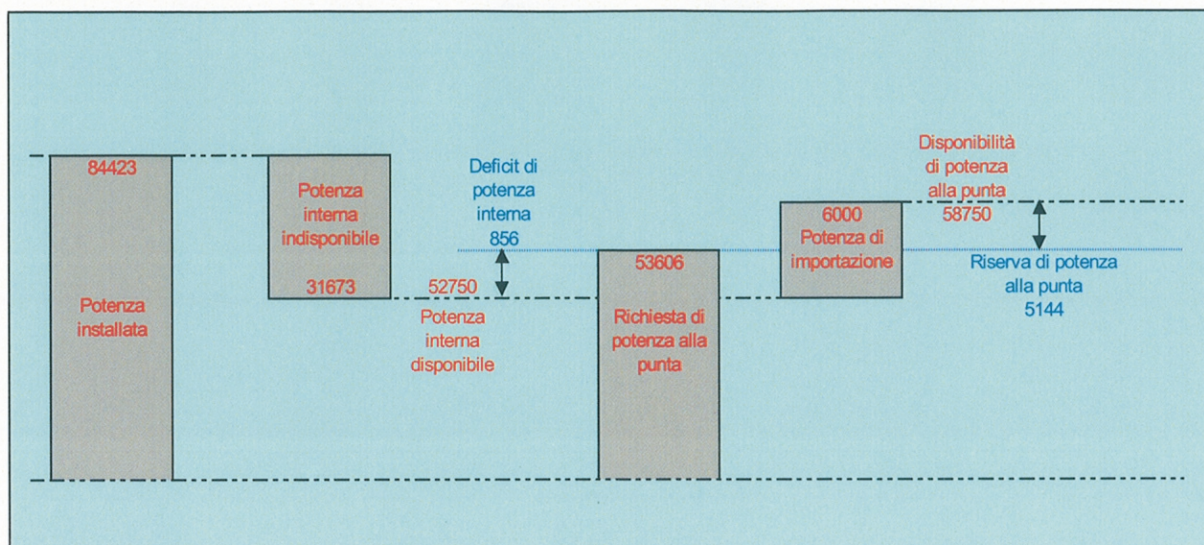 84423
Potenza
installata
Potenza
interna
indisponibile
31673
52750
Potenza
interna
disponibile
Deficit di
potenza
interna
856
53606
Richiesta di
potenza alla
punta
6000
Potenza di
importazione
Disponibilità
di potenza
alla punta
58750
Riserva di potenza
alla punta
5144